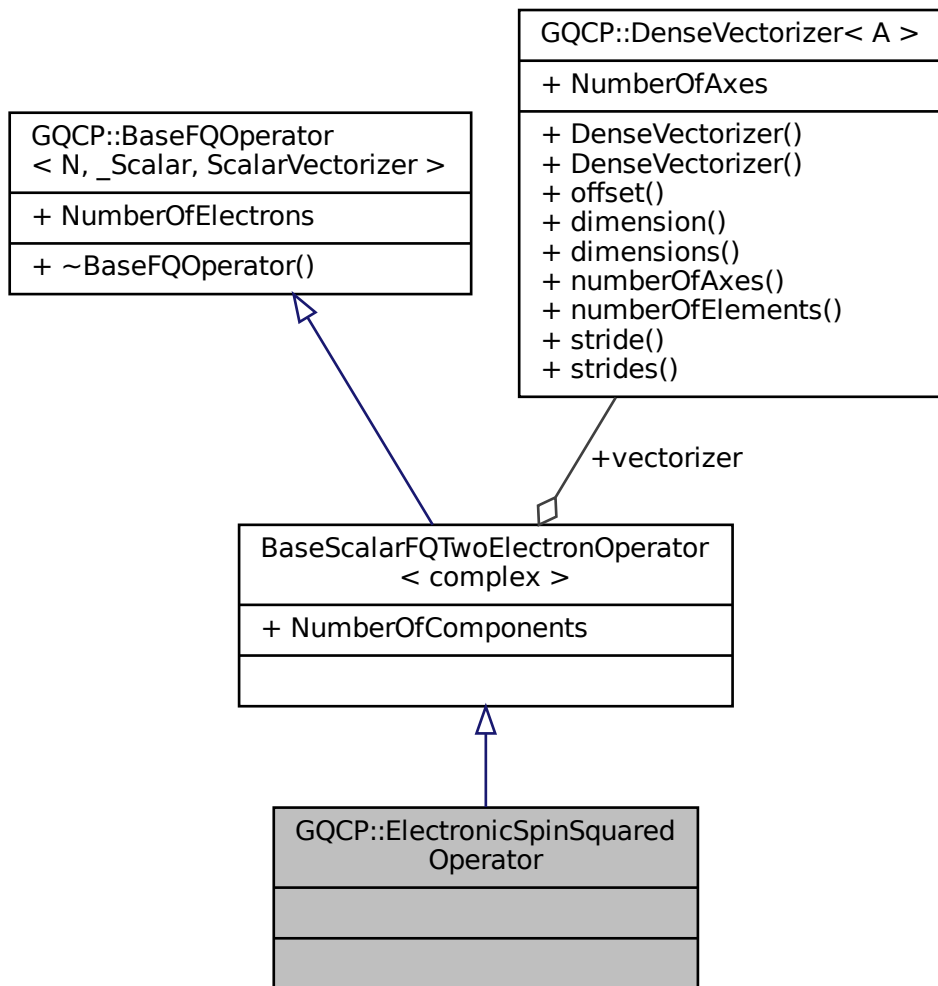 GQCP::DenseVectorizer< A >
+ NumberOfAxes
+ DenseVectorizer()
+ DenseVectorizer()
+ offset()
+ dimension()
+ dimensions()
+ numberOfAxes()
+ numberOfElements()
+ stride()
+ strides()
GQCP::BaseFQOperator
< N, _Scalar, ScalarVectorizer >
+ NumberOfElectrons
+ ~BaseFQOperator()
+vectorizer
BaseScalarFQTwoElectronOperator
< complex >
+ NumberOfComponents
GQCP::ElectronicSpinSquared
Operator